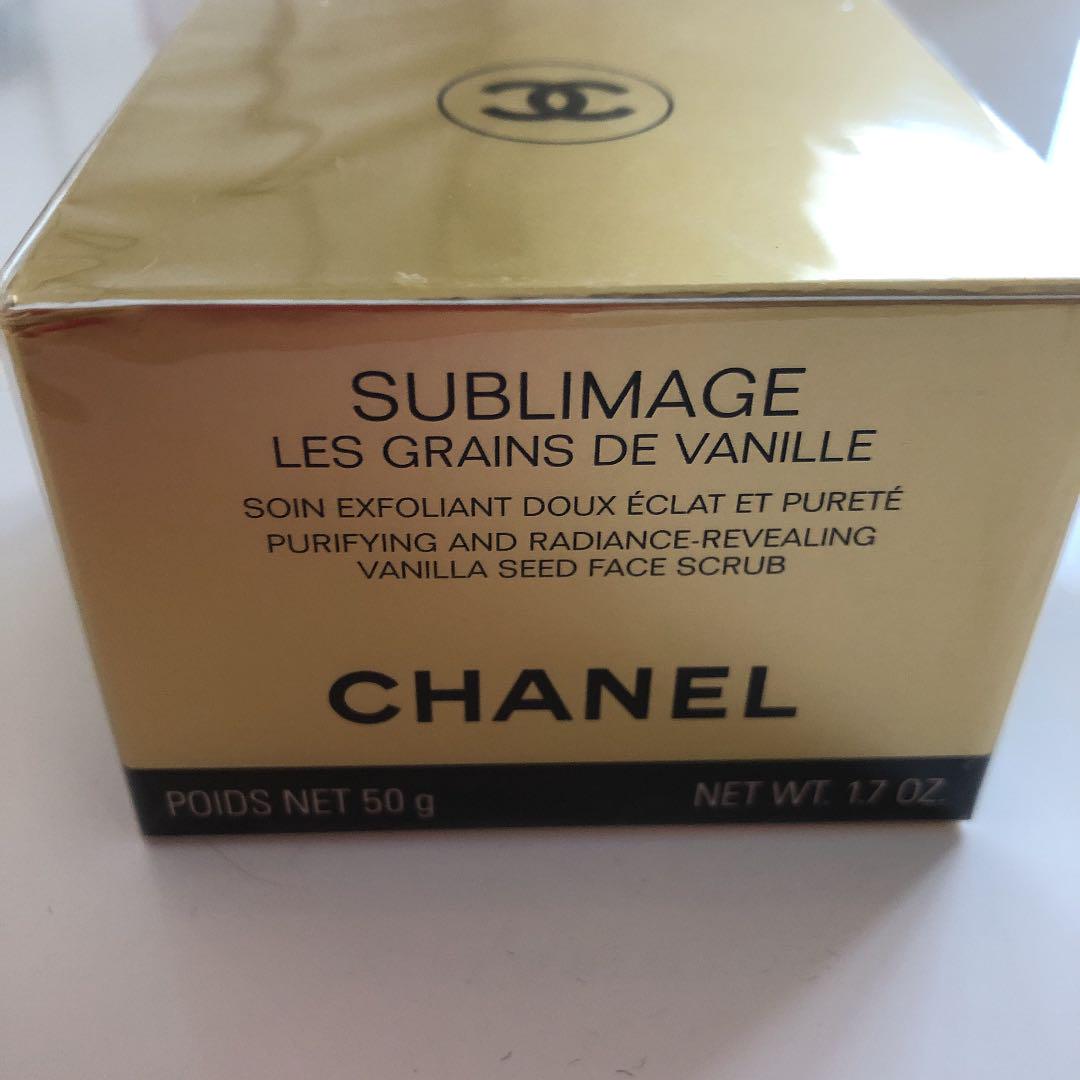 SUBLIMAGE
LES GRAINS DE VANILLE
SOIN EXFOLIANT DOUX ÉCLAT ET PURETÉ
PURIFYING AND RADIANCE-REVEALING
VANILLA SEED FACE SCRUB
CHANEL
POIDS NET 50 g NET WT. 1.7 OZ.